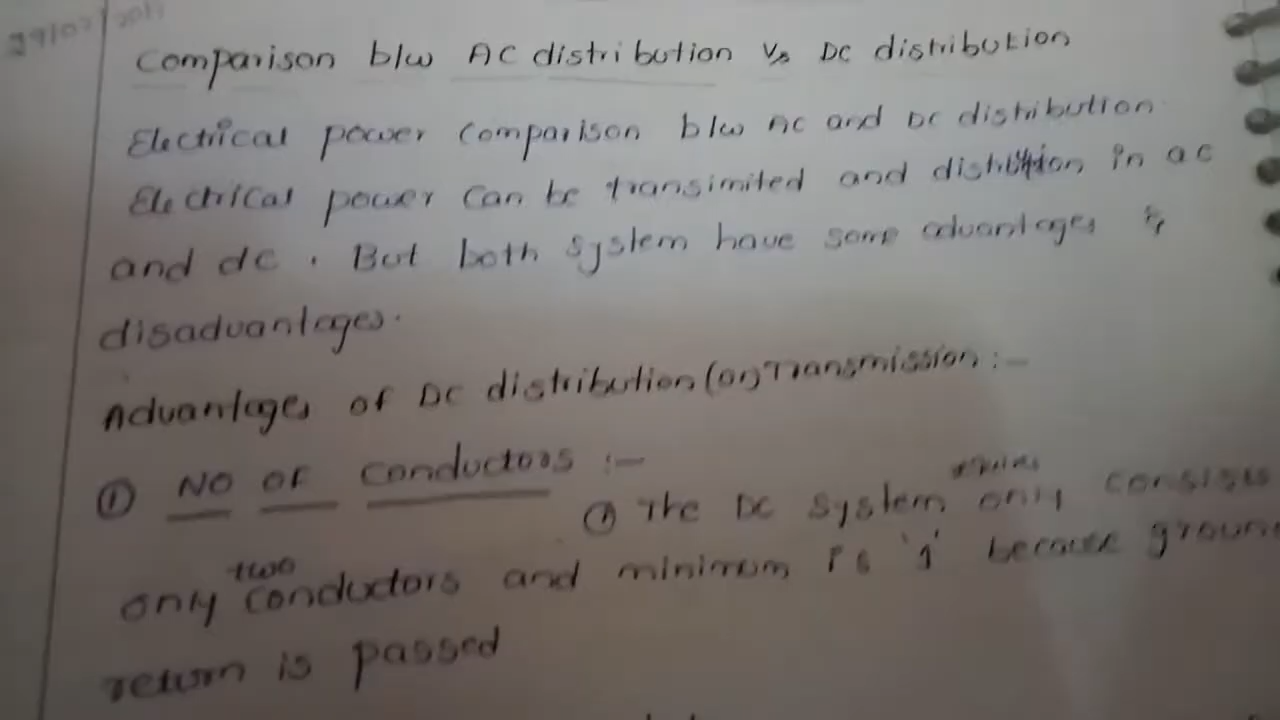 Comparison b/w AC distribution Vs DC distribution
Electrical power comparison b/w AC and DC distribution
Electrical power can be transimited and distribution in ac
and dc . But both system have some advantages &
disadvantages.
Advantages of DC distribution (or) Transmission :-
① NO OF conductors :-
① The DC system only consists
only two conductors and minimum is '1' because ground
return is passed